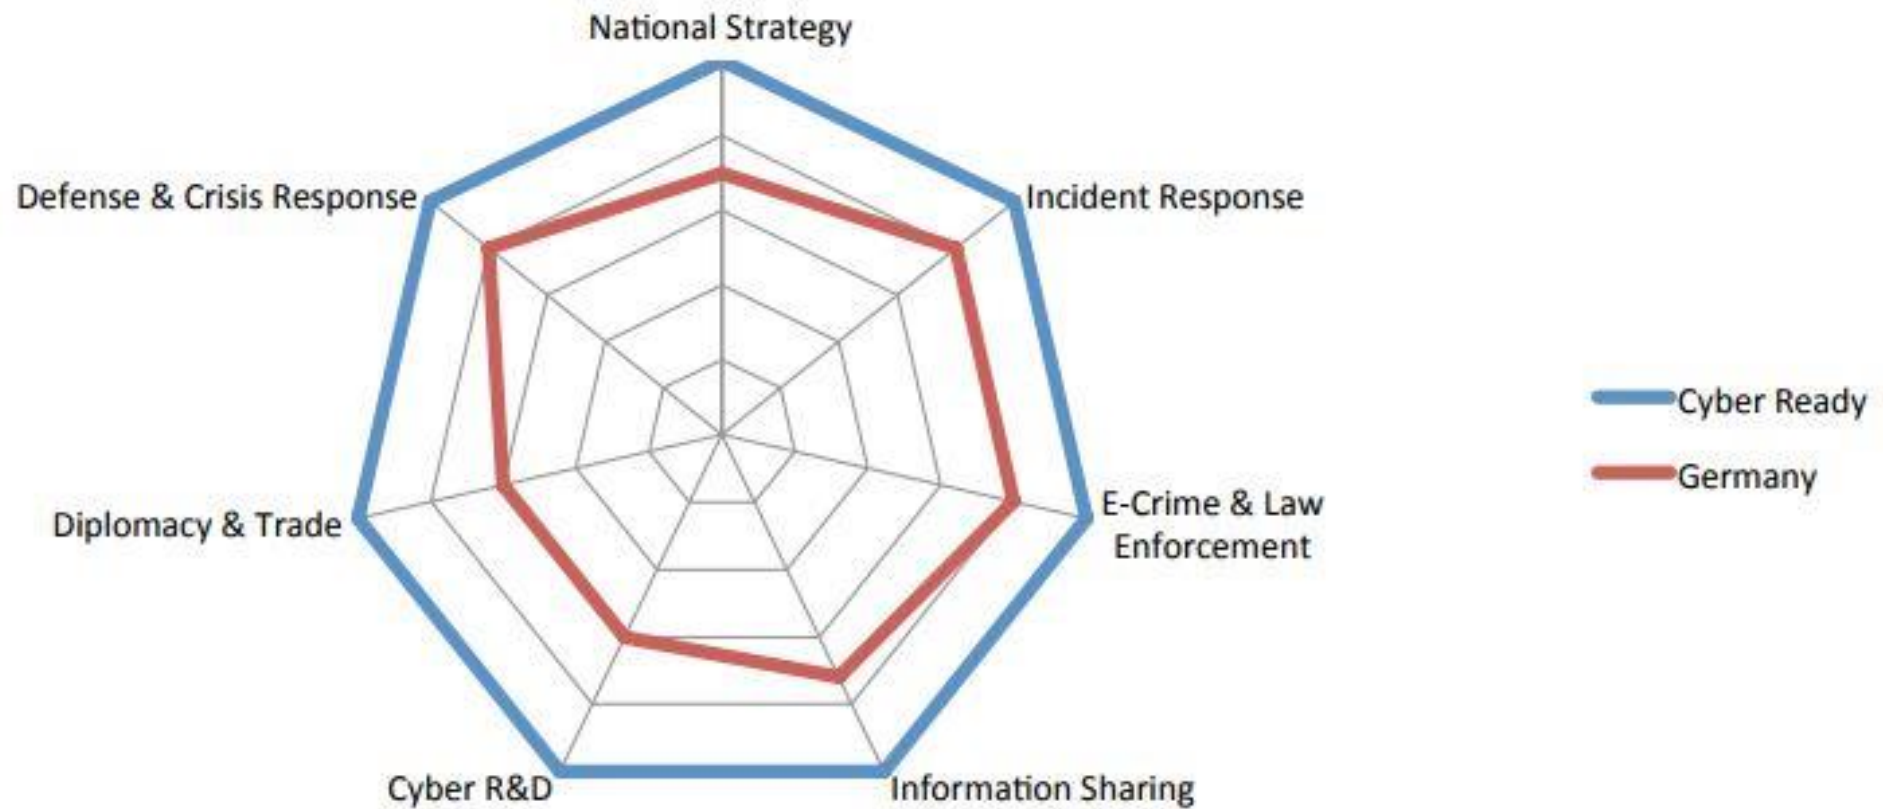 National Strategy
Defense & Crisis Response
Incident Response
Cyber Ready
Germany
E-Crime & Law
Enforcement
Diplomacy & Trade
Cyber R&D
Information Sharing